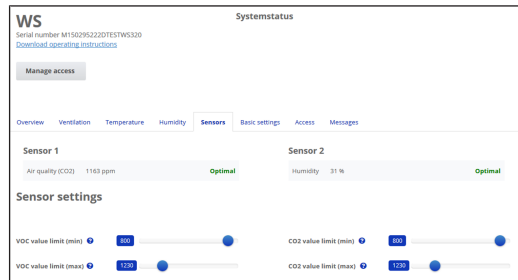 WS
Systemstatus
Serial number M150295222DTESTWS320
Download operating instructions
Manage access
Overview Ventilation Temperature Humidity Sensors Basic settings Access Messages
Sensor 1 Sensor 2
Air quality (CO2) 1163 ppm Optimal Humidity 31 % Optimal
Sensor settings
VOC value limit (min) ? 800 CO2 value limit (min) ? 800
VOC value limit (max) ? 1230 CO2 value limit (max) ? 1230